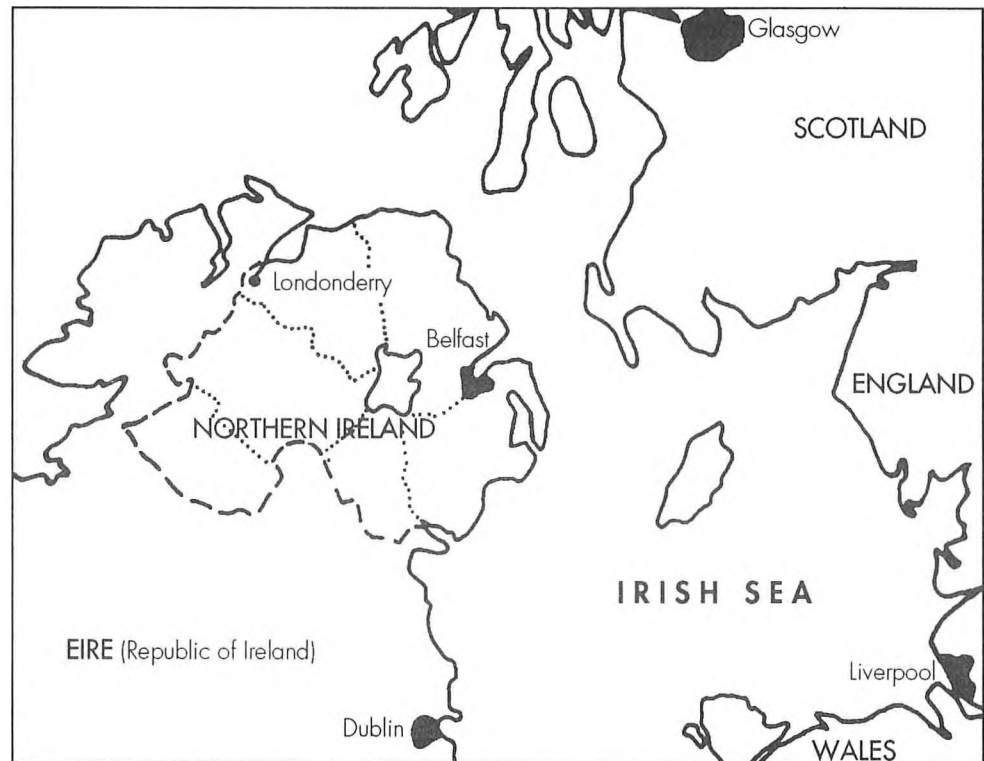 Glasgow
SCOTLAND
Londonderry
Belfast
ENGLAND
NORTHERN IRELAND
IRISH SEA
EIRE (Republic of Ireland)
Liverpool
Dublin
WALES